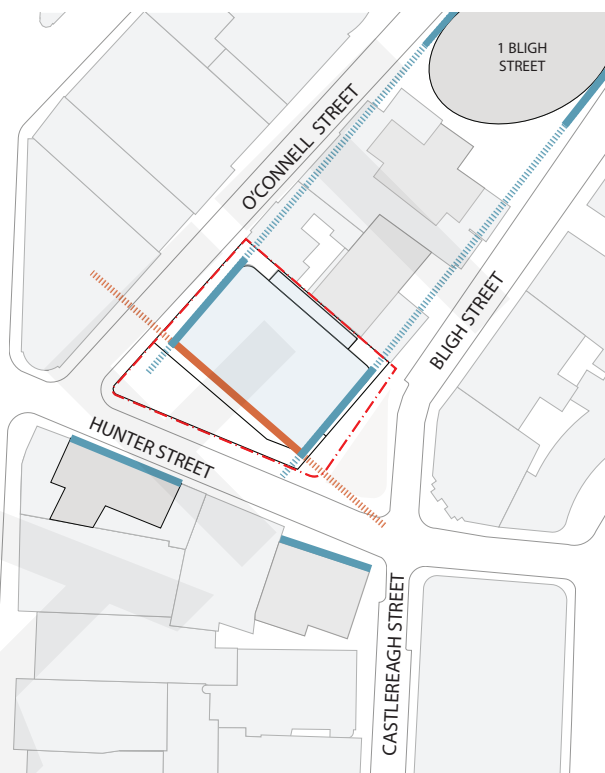 1 BLIGH
STREET
O'CONNELL STREET
BLIGH STREET
HUNTER STREET
CASTLEREAGH STREET